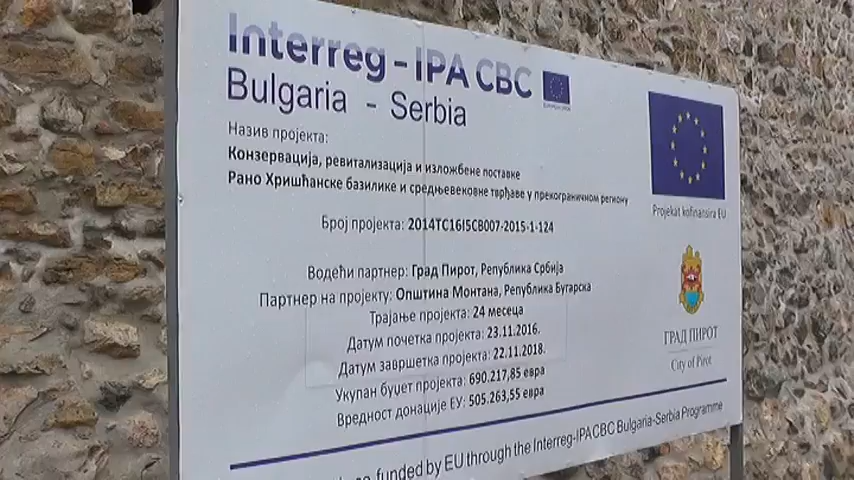 Interreg - IPA CBC
EUROPEAN UNION
Bulgaria - Serbia
Назив пројекта:
Конзервација, ревитализација и изложбене поставке
Рано Хришћанске базилике и средњевековне тврђаве у прекограничном региону
Projekat kofinansira EU
Број пројекта: 2014TC16I5CB007-2015-1-124
Водећи партнер: Град Пирот, Република Србија
Партнер на пројекту: Општина Монтана, Република Бугарска
Трајање пројекта: 24 месеца
Датум почетка пројекта: 23.11.2016.
Датум завршетка пројекта: 22.11.2018.
Укупан буџет пројекта: 690.217,85 евра
Вредност донације ЕУ: 505.263,55 евра
ГРАД ПИРОТ
City of Pirot
funded by EU through the Interreg-IPA CBC Bulgaria-Serbia Programme